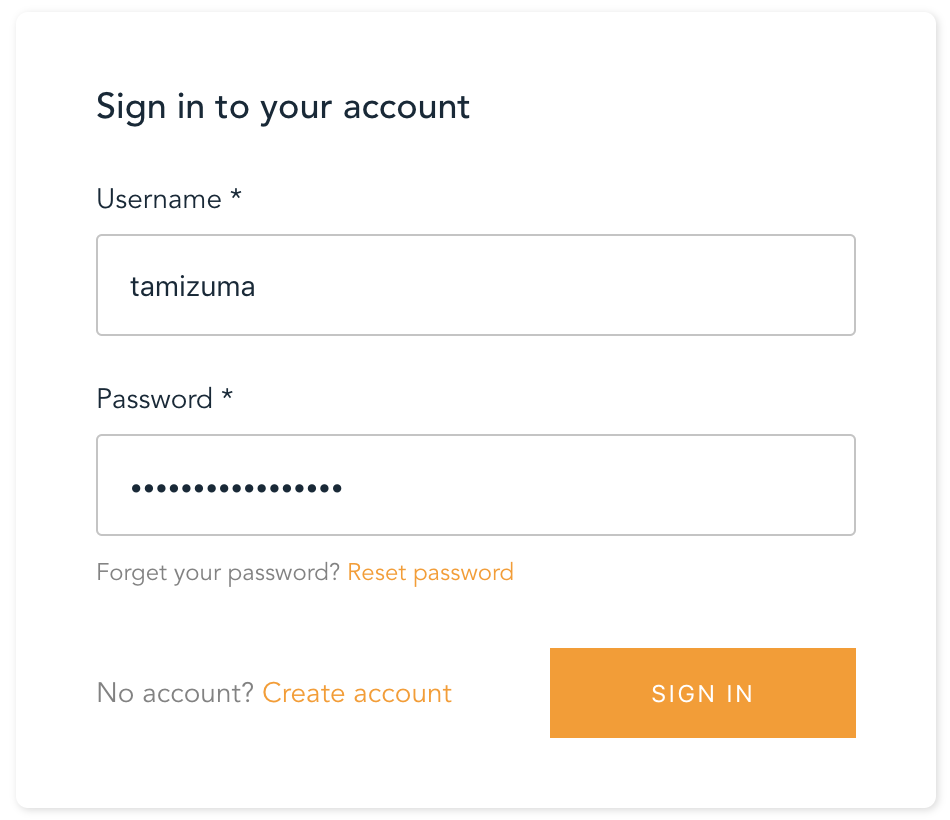 Sign in to your account
Username *
tamizuma
Password *
•••••••••••••••••
Forget your password? Reset password
No account? Create account
SIGN IN